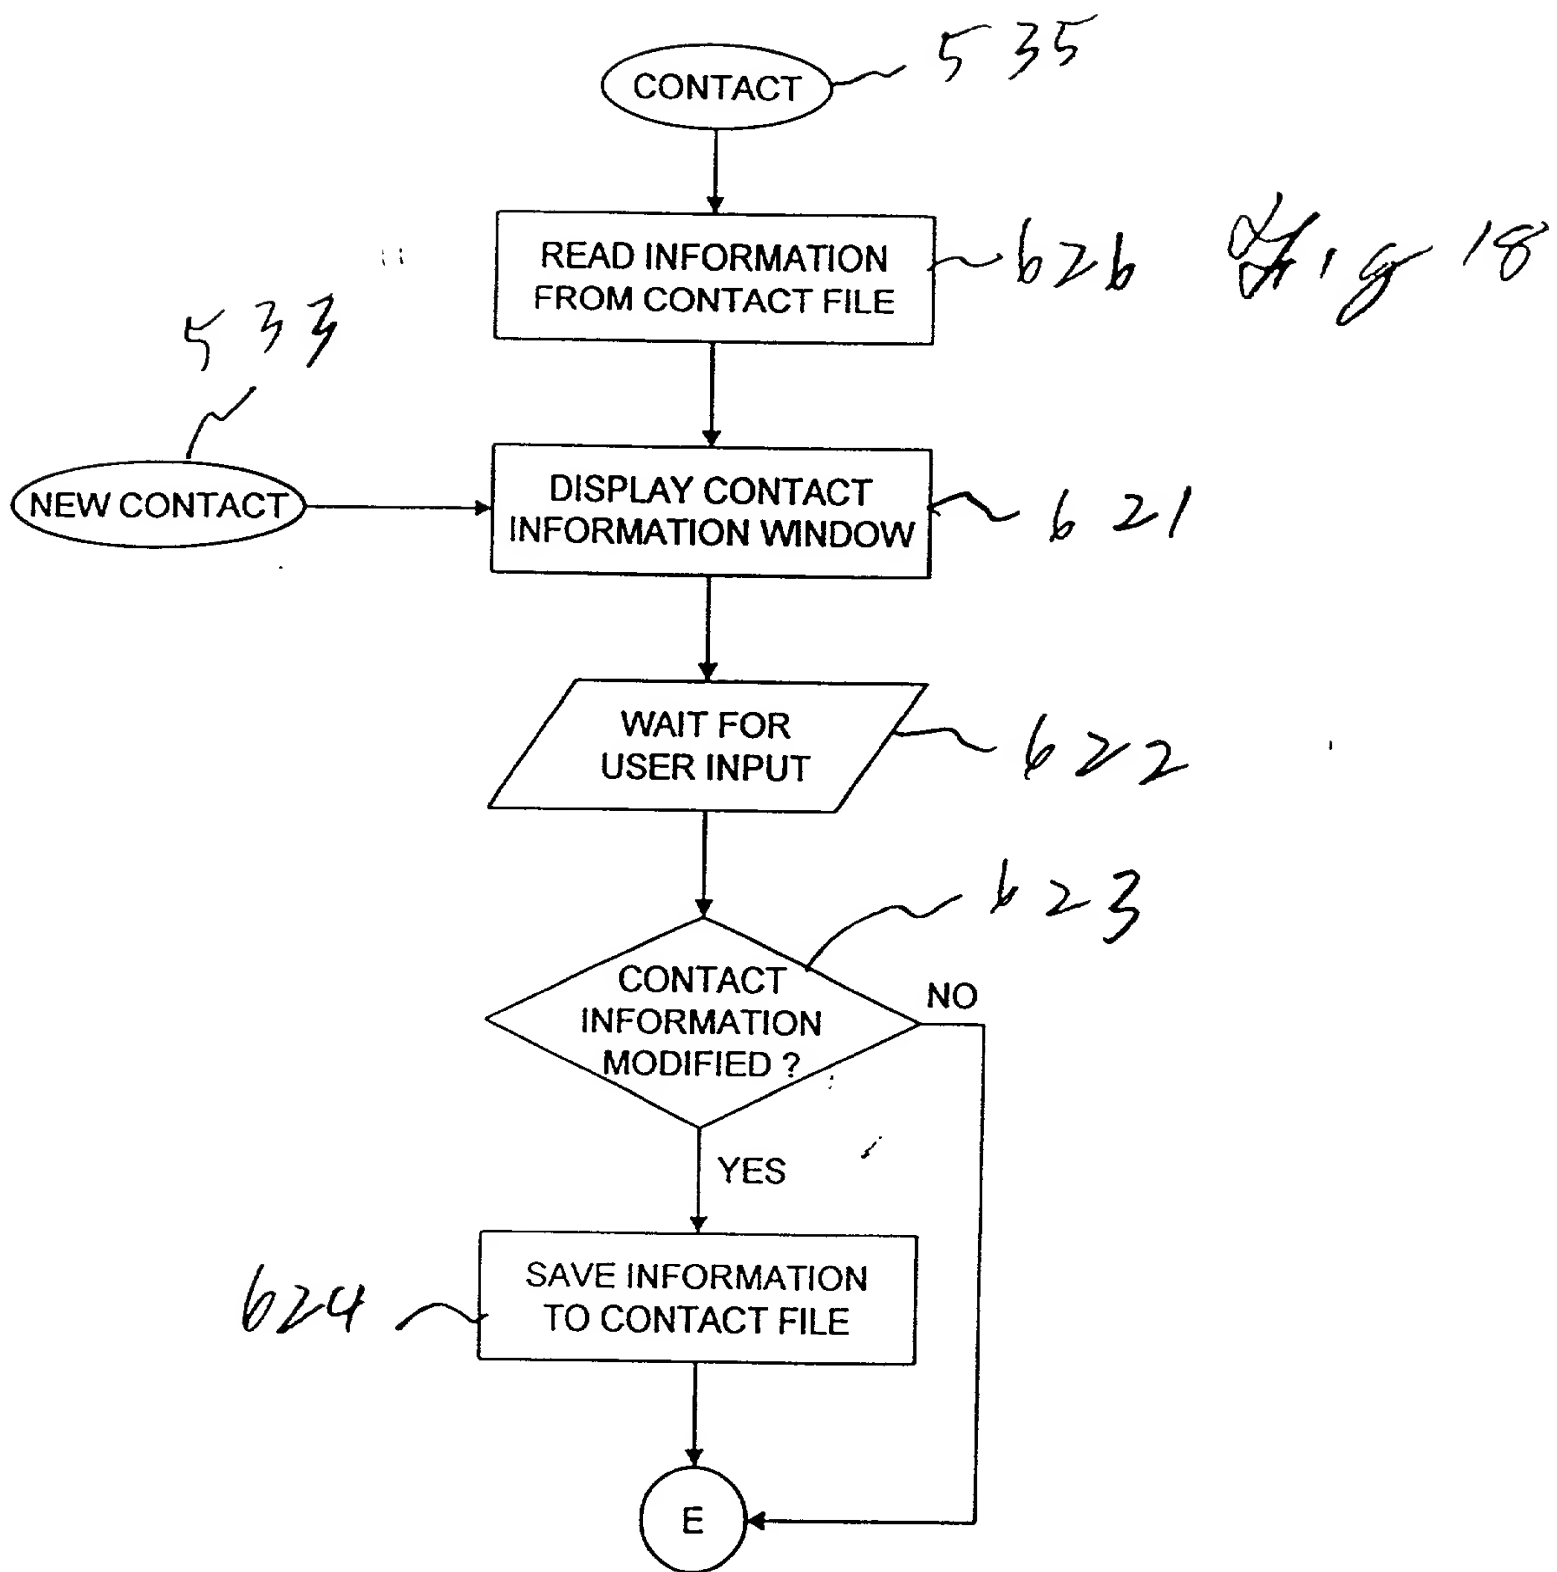 CONTACT
535
READ INFORMATION
FROM CONTACT FILE
626
Fig 18
533
NEW CONTACT
DISPLAY CONTACT
INFORMATION WINDOW
621
WAIT FOR
USER INPUT
622
623
CONTACT
INFORMATION
MODIFIED ?
NO
YES
624
SAVE INFORMATION
TO CONTACT FILE
E